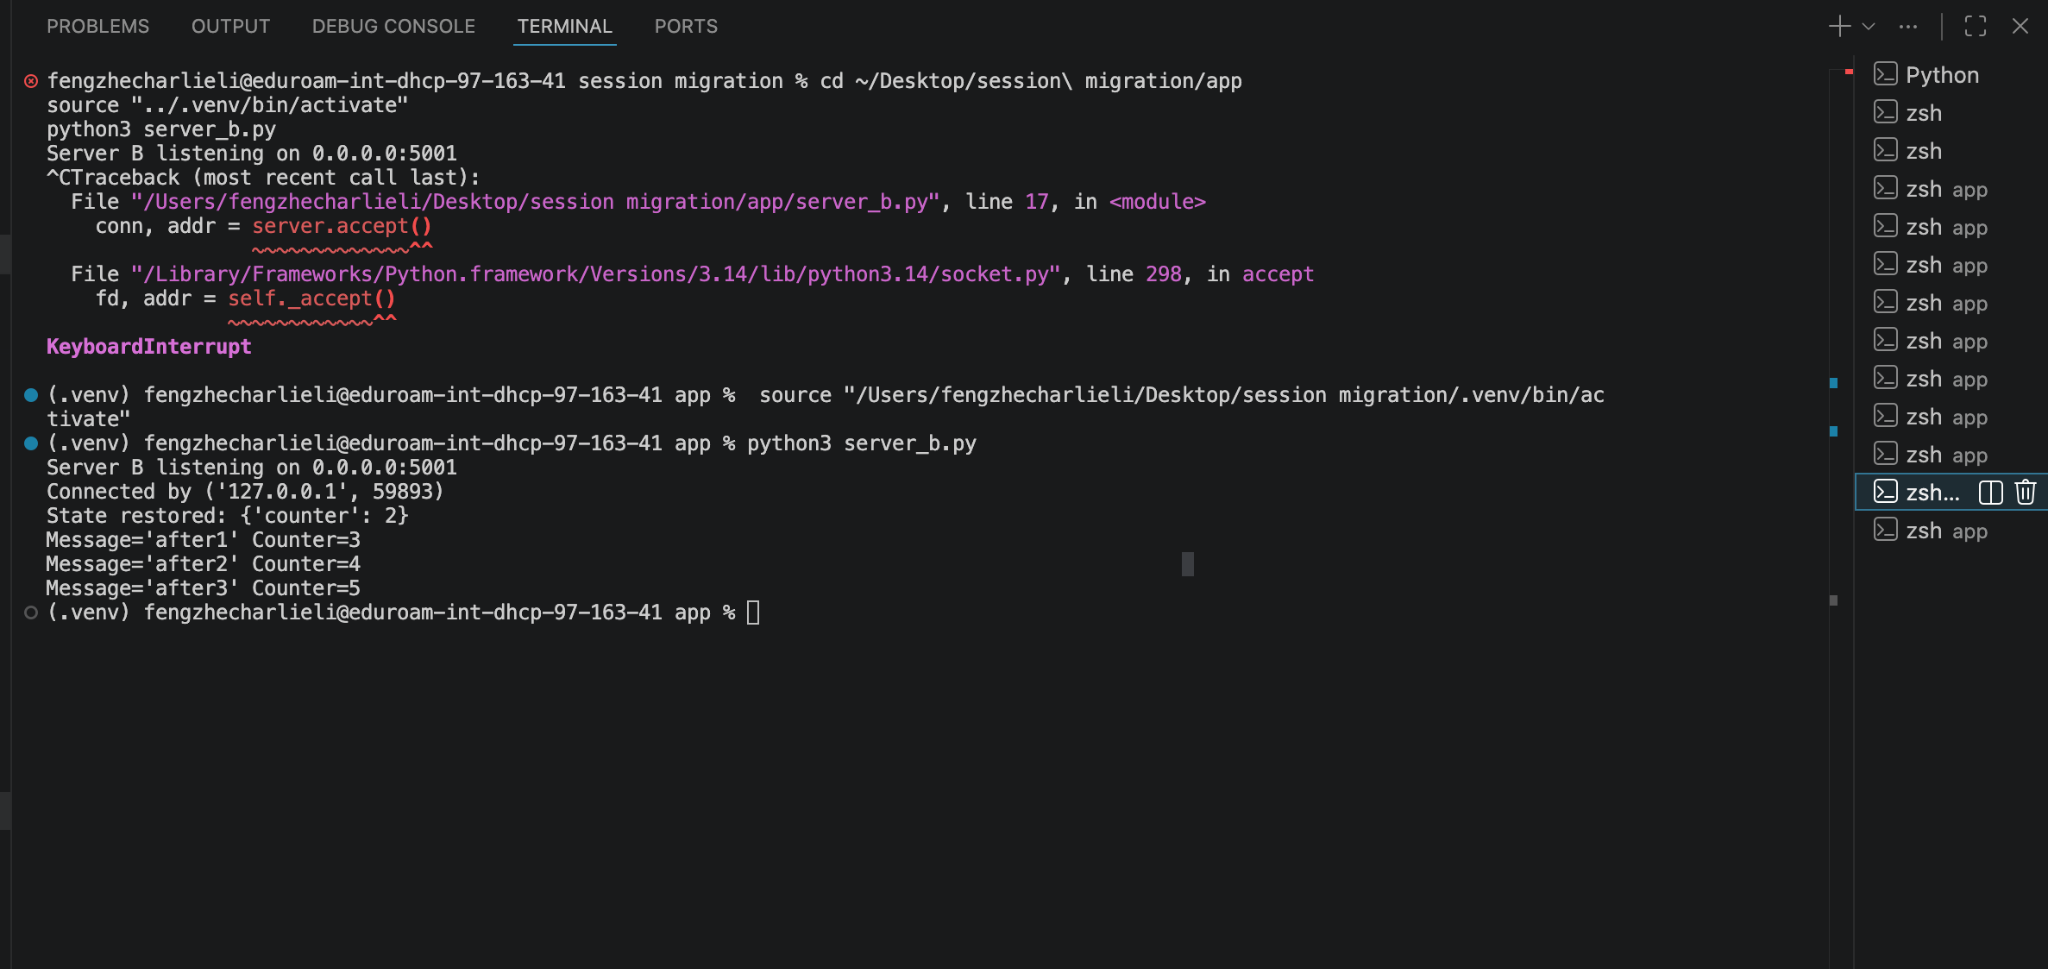 PROBLEMS OUTPUT DEBUG CONSOLE TERMINAL PORTS
fengzhecharlieli@eduroam-int-dhcp-97-163-41 session migration % cd ~/Desktop/session\ migration/app
source "../.venv/bin/activate"
python3 server_b.py
Server B listening on 0.0.0.0:5001
^CTraceback (most recent call last):
  File "/Users/fengzhecharlieli/Desktop/session migration/app/server_b.py", line 17, in <module>
    conn, addr = server.accept()
                 ~~~~~~~~~~~~~^^
  File "/Library/Frameworks/Python.framework/Versions/3.14/lib/python3.14/socket.py", line 298, in accept
    fd, addr = self._accept()
               ~~~~~~~~~~~~^^
KeyboardInterrupt
(.venv) fengzhecharlieli@eduroam-int-dhcp-97-163-41 app %  source "/Users/fengzhecharlieli/Desktop/session migration/.venv/bin/ac
tivate"
(.venv) fengzhecharlieli@eduroam-int-dhcp-97-163-41 app % python3 server_b.py
Server B listening on 0.0.0.0:5001
Connected by ('127.0.0.1', 59893)
State restored: {'counter': 2}
Message='after1' Counter=3
Message='after2' Counter=4
Message='after3' Counter=5
(.venv) fengzhecharlieli@eduroam-int-dhcp-97-163-41 app %
Python
zsh
zsh
zsh app
zsh app
zsh app
zsh app
zsh app
zsh app
zsh app
zsh app
zsh...
zsh app